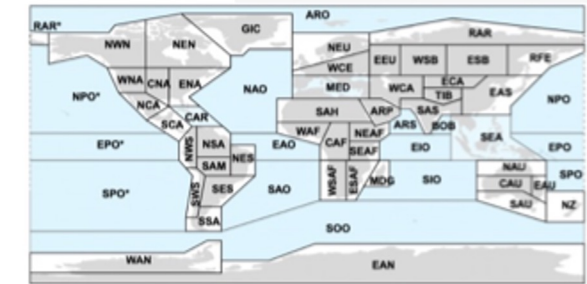 ARO
RAR*
GIC
RAR
NWN
NEN
NEU
EEU
WSB
ESB
RFE
WCE
WNA
CNA
ENA
MED
WCA
ECA
TIB
EAS
NPO*
NAO
NPO
NCA
SAH
ARP
SAS
SCA
CAR
WAF
CAF
NEAF
ARS
BOB
SEA
EPO*
NWS
NSA
EAO
SEAF
EIO
EPO
SAM
NES
NAU
SPO
SPO*
SWS
SES
SAO
WSAF
ESAF
MDG
SIO
CAU
EAU
SAU
NZ
SSA
SOO
WAN
EAN